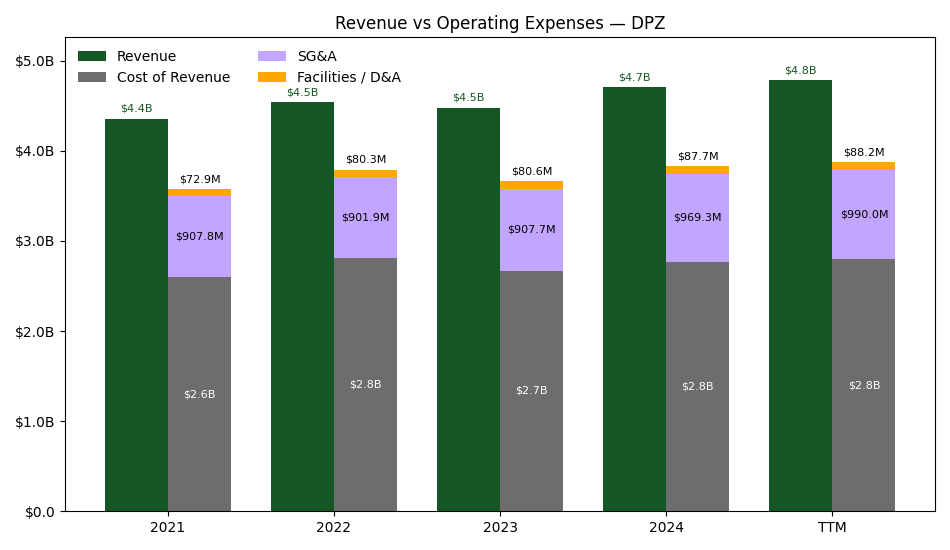 Revenue vs Operating Expenses — DPZ
Revenue
Cost of Revenue
SG&A
Facilities / D&A
$5.0B
$4.0B
$3.0B
$2.0B
$1.0B
$0.0
$4.4B
$72.9M
$907.8M
$2.6B
$4.5B
$80.3M
$901.9M
$2.8B
$4.5B
$80.6M
$907.7M
$2.7B
$4.7B
$87.7M
$969.3M
$2.8B
$4.8B
$88.2M
$990.0M
$2.8B
2021
2022
2023
2024
TTM